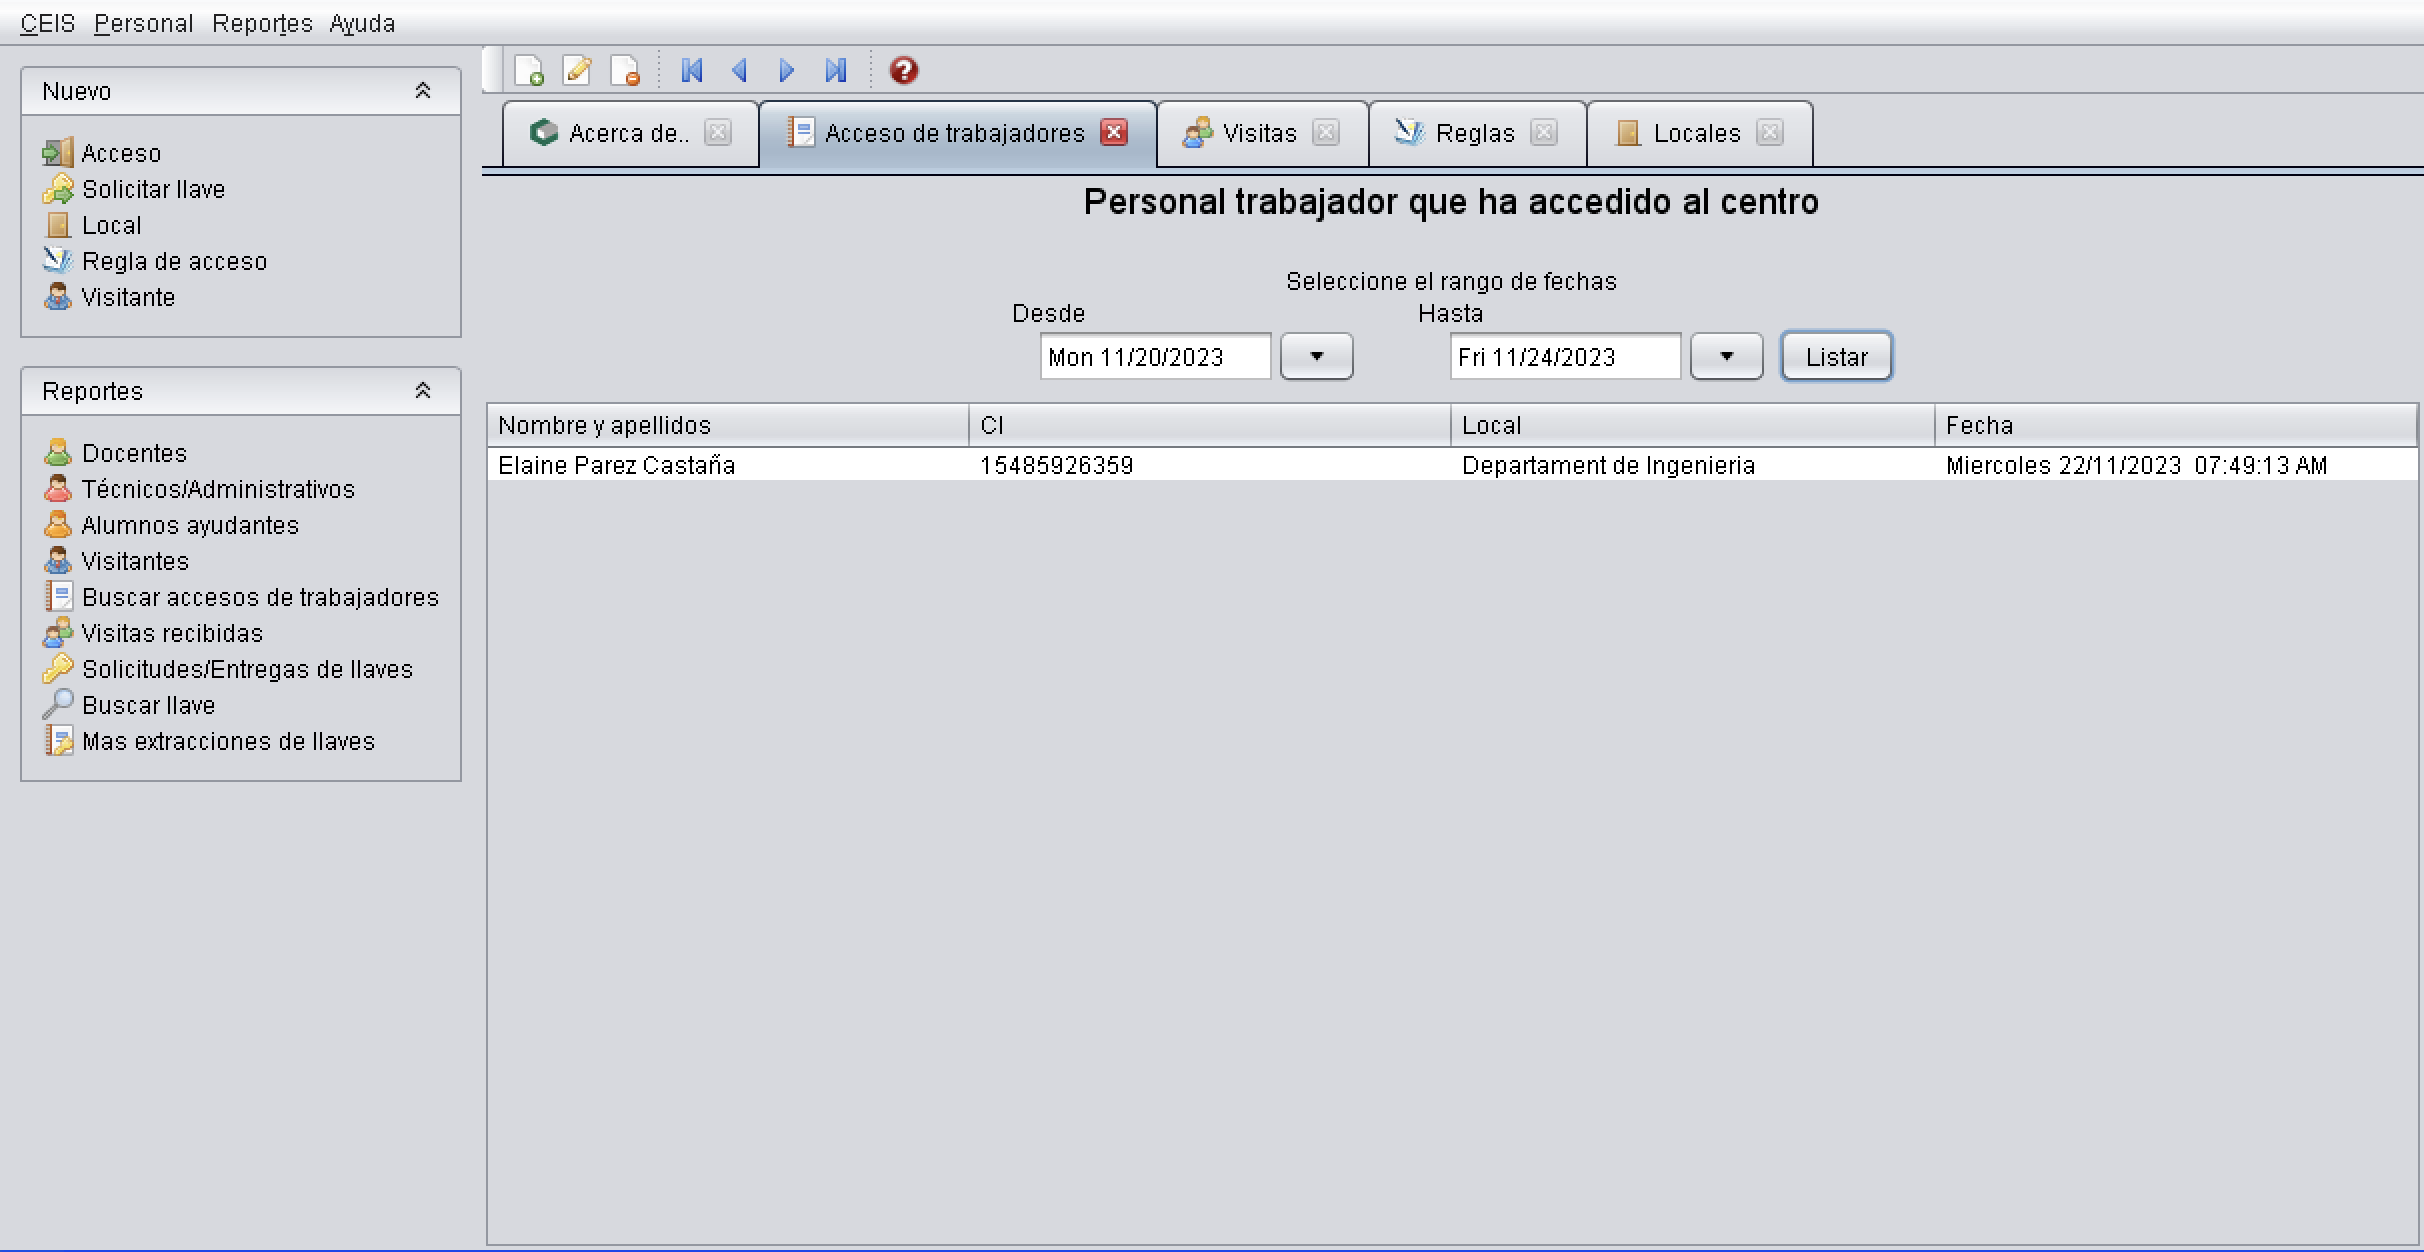 CEIS Personal Reportes Ayuda
Nuevo
Acceso
Solicitar llave
Local
Regla de acceso
Visitante
Reportes
Docentes
Técnicos/Administrativos
Alumnos ayudantes
Visitantes
Buscar accesos de trabajadores
Visitas recibidas
Solicitudes/Entregas de llaves
Buscar llave
Mas extracciones de llaves
Acerca de.. Acceso de trabajadores Visitas Reglas Locales
Personal trabajador que ha accedido al centro
Seleccione el rango de fechas
Desde Hasta
Mon 11/20/2023 Fri 11/24/2023 Listar
Nombre y apellidos CI Local Fecha
Elaine Parez Castaña 15485926359 Departament de Ingenieria Miercoles 22/11/2023 07:49:13 AM